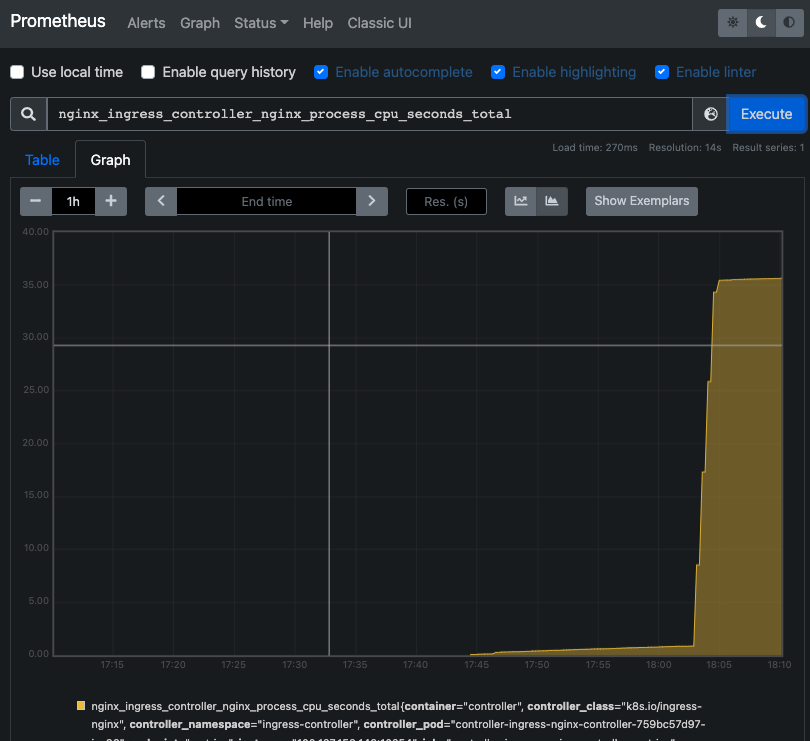 Prometheus Alerts Graph Status Help Classic UI
Use local time Enable query history Enable autocomplete Enable highlighting Enable linter
nginx_ingress_controller_nginx_process_cpu_seconds_total Execute
Load time: 270ms Resolution: 14s Result series: 1
Table Graph
− 1h + End time Res. (s) Show Exemplars
40.00
35.00
30.00
25.00
20.00
15.00
10.00
5.00
0.00
17:15 17:20 17:25 17:30 17:35 17:40 17:45 17:50 17:55 18:00 18:05 18:10
nginx_ingress_controller_nginx_process_cpu_seconds_total{container="controller", controller_class="k8s.io/ingress-
nginx", controller_namespace="ingress-controller", controller_pod="controller-ingress-nginx-controller-759bc57d97-